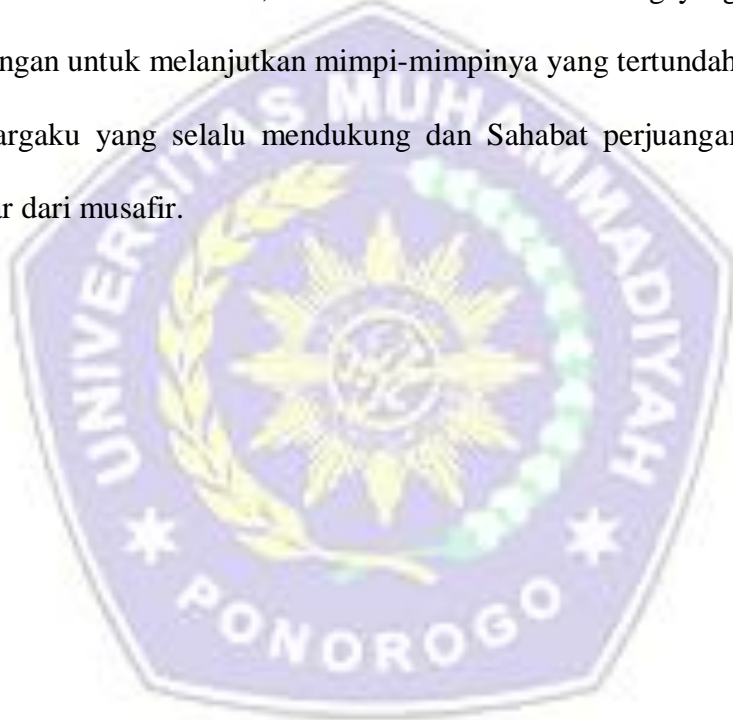 ngan untuk melanjutkan mimpi-mimpinya yang tertundah
argaku yang selalu mendukung dan Sahabat perjuangan
ar dari musafir.
UNIVERSITAS MUHAMMADIYAH
PONOROGO